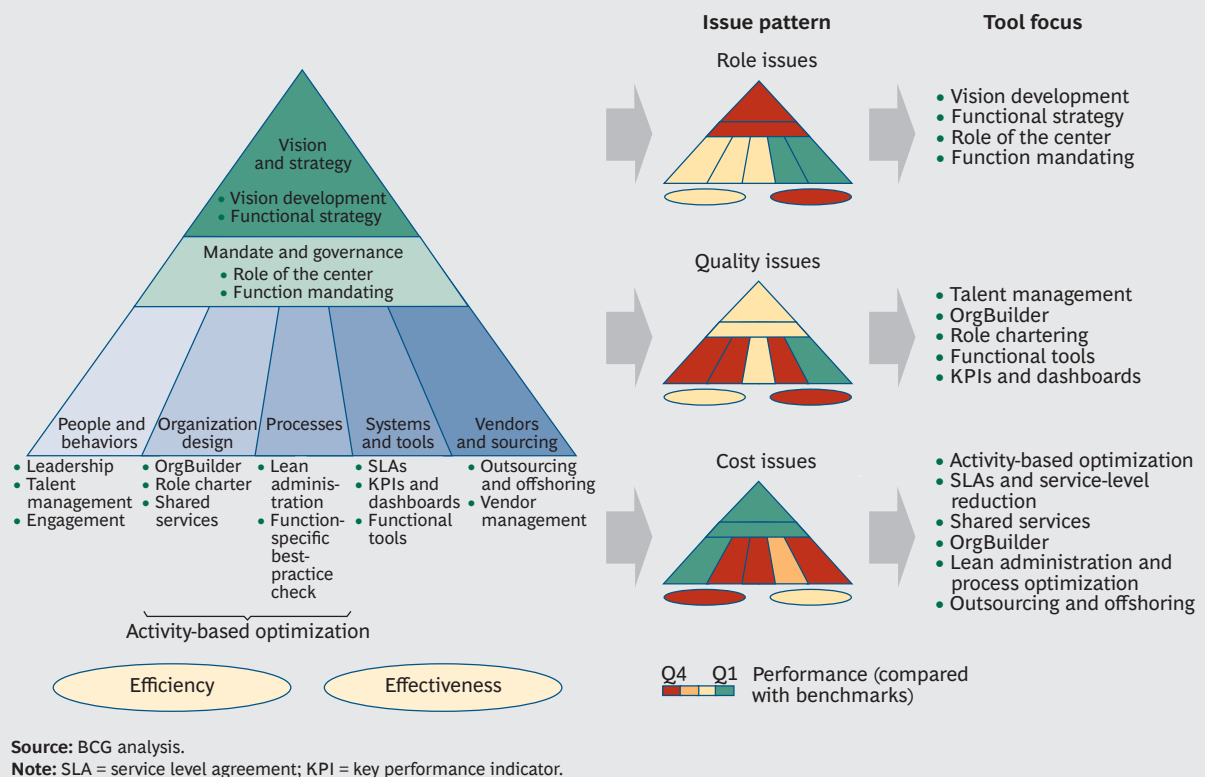 Issue pattern
Tool focus
Vision
and strategy
• Vision development
• Functional strategy
Mandate and governance
• Role of the center
• Function mandating
People and
behaviors
Organization
design
Processes
Systems
and tools
Vendors
and sourcing
• Leadership
• Talent
management
• Engagement
• OrgBuilder
• Role charter
• Shared
services
• Lean
adminis-
tration
• Function-
specific
best-
practice
check
• SLAs
• KPIs and
dashboards
• Functional
tools
• Outsourcing
and offshoring
• Vendor
management
Activity-based optimization
Efficiency
Effectiveness
Role issues
• Vision development
• Functional strategy
• Role of the center
• Function mandating
Quality issues
• Talent management
• OrgBuilder
• Role chartering
• Functional tools
• KPIs and dashboards
Cost issues
• Activity-based optimization
• SLAs and service-level
reduction
• Shared services
• OrgBuilder
• Lean administration and
process optimization
• Outsourcing and offshoring
Q4 Q1 Performance (compared
with benchmarks)
Source: BCG analysis.
Note: SLA = service level agreement; KPI = key performance indicator.